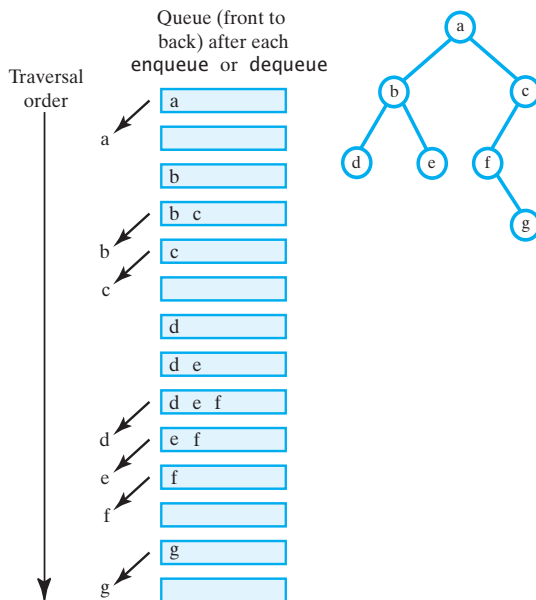 Queue (front to
back) after each
enqueue or dequeue
Traversal
order
a
a
b
b c
b
c
c
d
d e
d e f
d
e f
e
f
f
g
g
a
b
c
d
e
f
g